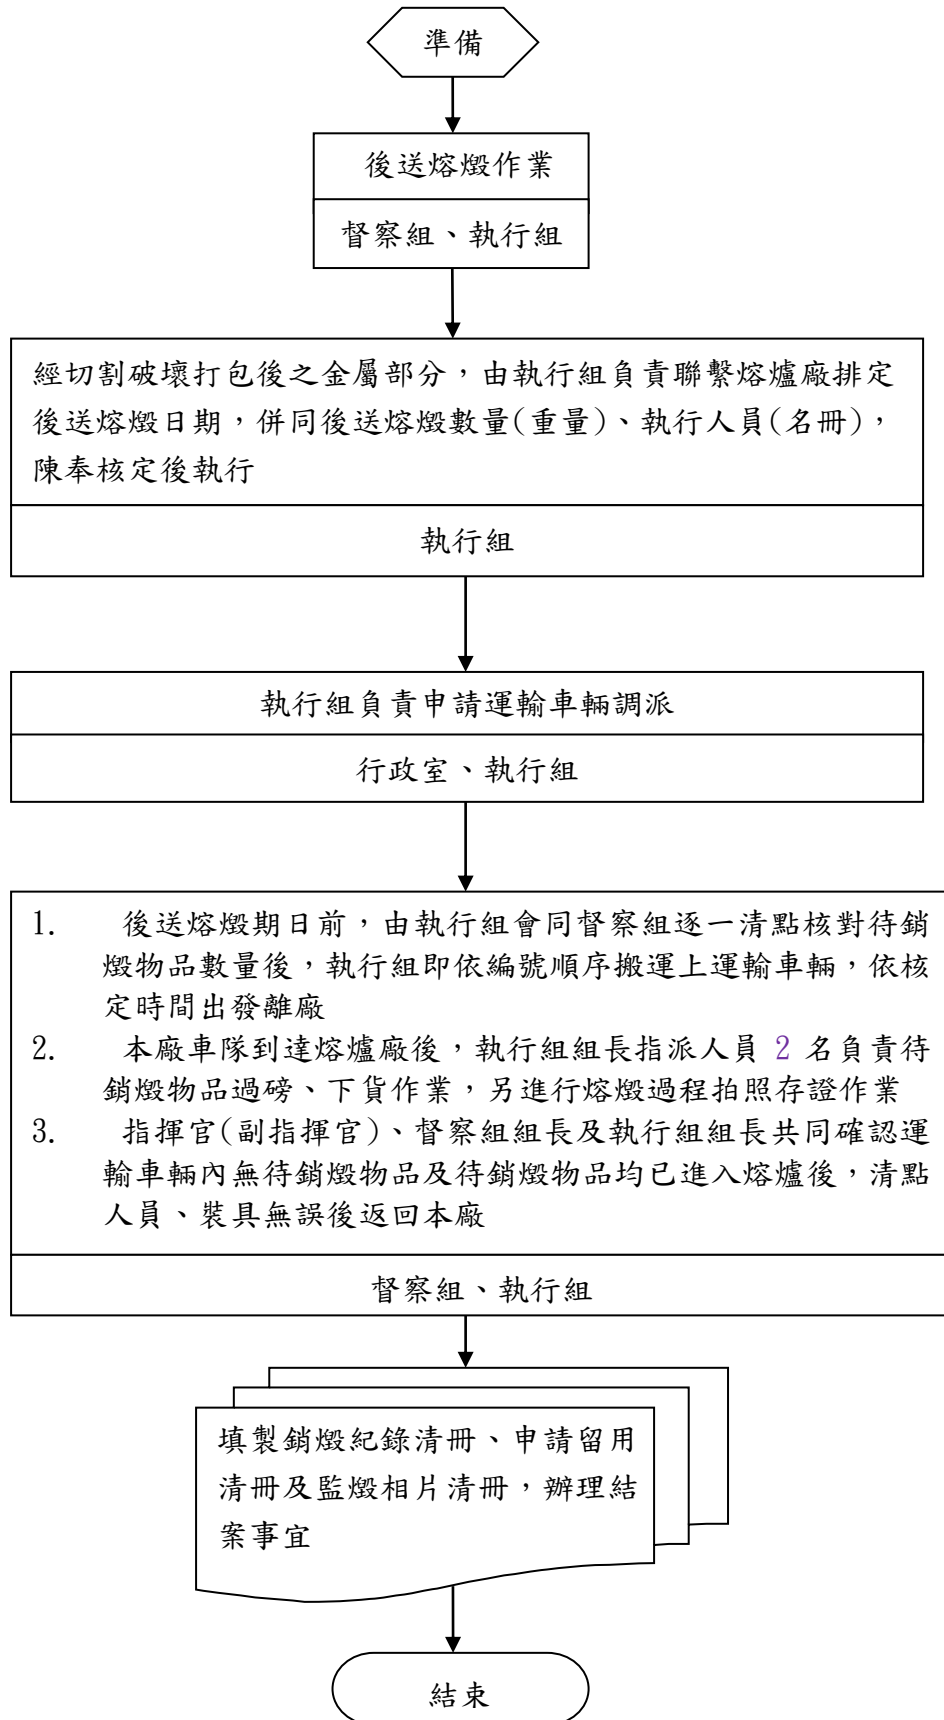 準備
後送熔燬作業
督察組、執行組
經切割破壞打包後之金屬部分，由執行組負責聯繫熔爐廠排定
後送熔燬日期，併同後送熔燬數量(重量)、執行人員(名冊)，
陳奉核定後執行
執行組
執行組負責申請運輸車輛調派
行政室、執行組
1. 後送熔燬期日前，由執行組會同督察組逐一清點核對待銷
燬物品數量後，執行組即依編號順序搬運上運輸車輛，依核
定時間出發離廠
2. 本廠車隊到達熔爐廠後，執行組組長指派人員 2 名負責待
銷燬物品過磅、下貨作業，另進行熔燬過程拍照存證作業
3. 指揮官(副指揮官)、督察組組長及執行組組長共同確認運
輸車輛內無待銷燬物品及待銷燬物品均已進入熔爐後，清點
人員、裝具無誤後返回本廠
督察組、執行組
填製銷燬紀錄清冊、申請留用
清冊及監燬相片清冊，辦理結
案事宜
結束